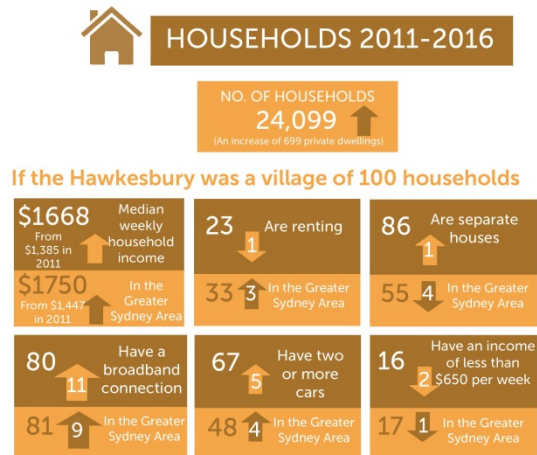 HOUSEHOLDS 2011-2016
NO. OF HOUSEHOLDS
24,099
(An increase of 699 private dwellings)
If the Hawkesbury was a village of 100 households
$1668
From
$1,385 in
2011
Median
weekly
household
income
$1750
From $1,447
in 2011
In the
Greater
Sydney Area
23
1
Are renting
33
3
In the Greater
Sydney Area
86
1
Are separate
houses
55
4
In the Greater
Sydney Area
80
11
Have a
broadband
connection
81
9
In the Greater
Sydney Area
67
5
Have two
or more
cars
48
4
In the Greater
Sydney Area
16
2
Have an income
of less than
$650 per week
17
1
In the Greater
Sydney Area